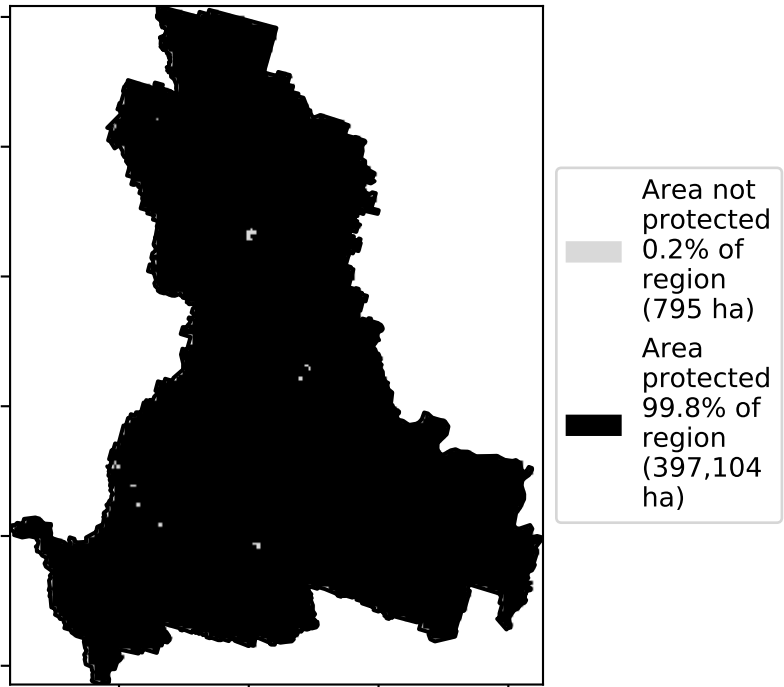 Area not
protected
0.2% of
region
(795 ha)
Area
protected
99.8% of
region
(397,104
ha)